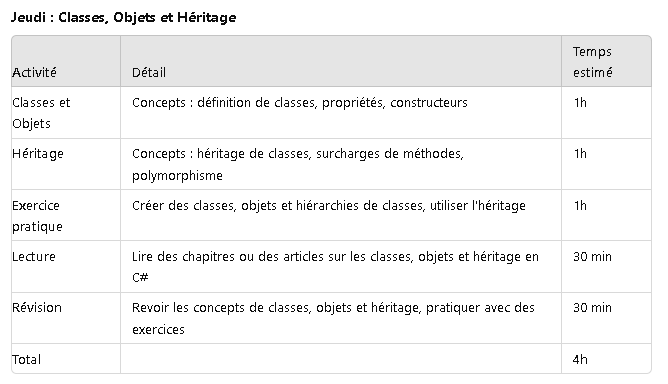 Jeudi : Classes, Objets et Héritage
Temps
Activité Détail estimé
Classes et Concepts : définition de classes, propriétés, constructeurs 1h
Objets
Héritage Concepts : héritage de classes, surcharges de méthodes, 1h
polymorphisme
Exercice Créer des classes, objets et hiérarchies de classes, utiliser l'héritage 1h
pratique
Lecture Lire des chapitres ou des articles sur les classes, objets et héritage en 30 min
C#
Révision Revoir les concepts de classes, objets et héritage, pratiquer avec des 30 min
exercices
Total 4h